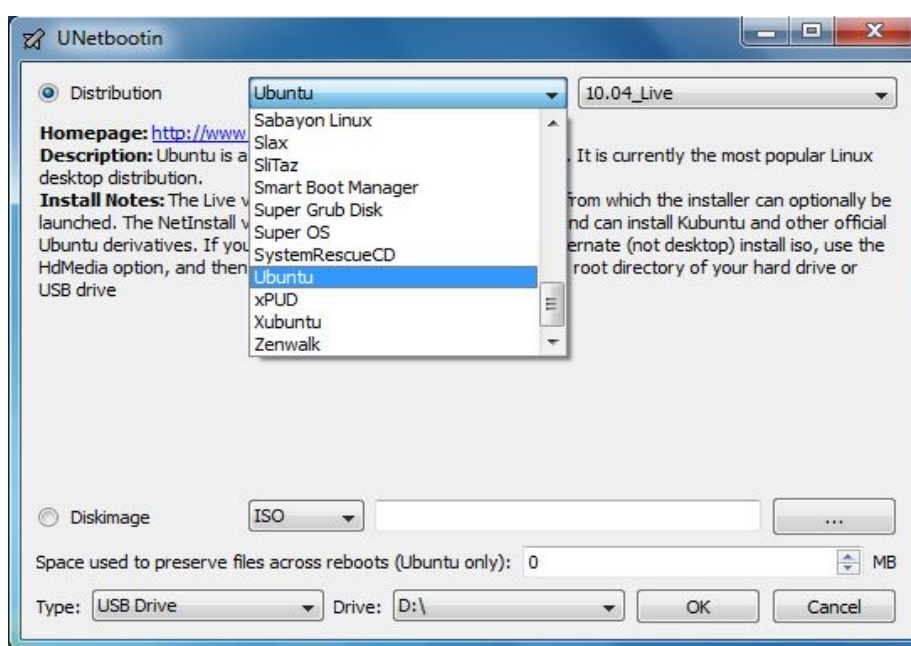 UNetbootin
Distribution Ubuntu 10.04_Live
Sabayon Linux
Slax
SliTaz
Smart Boot Manager
Super Grub Disk
Super OS
SystemRescueCD
Ubuntu
xPUD
Xubuntu
Zenwalk
Homepage: http://www
Description: Ubuntu is a . It is currently the most popular Linux
desktop distribution.
Install Notes: The Live v from which the installer can optionally be
launched. The NetInstall v nd can install Kubuntu and other official
Ubuntu derivatives. If you ernate (not desktop) install iso, use the
HdMedia option, and then root directory of your hard drive or
USB drive
Diskimage ISO ...
Space used to preserve files across reboots (Ubuntu only): 0 MB
Type: USB Drive Drive: D:\ OK Cancel